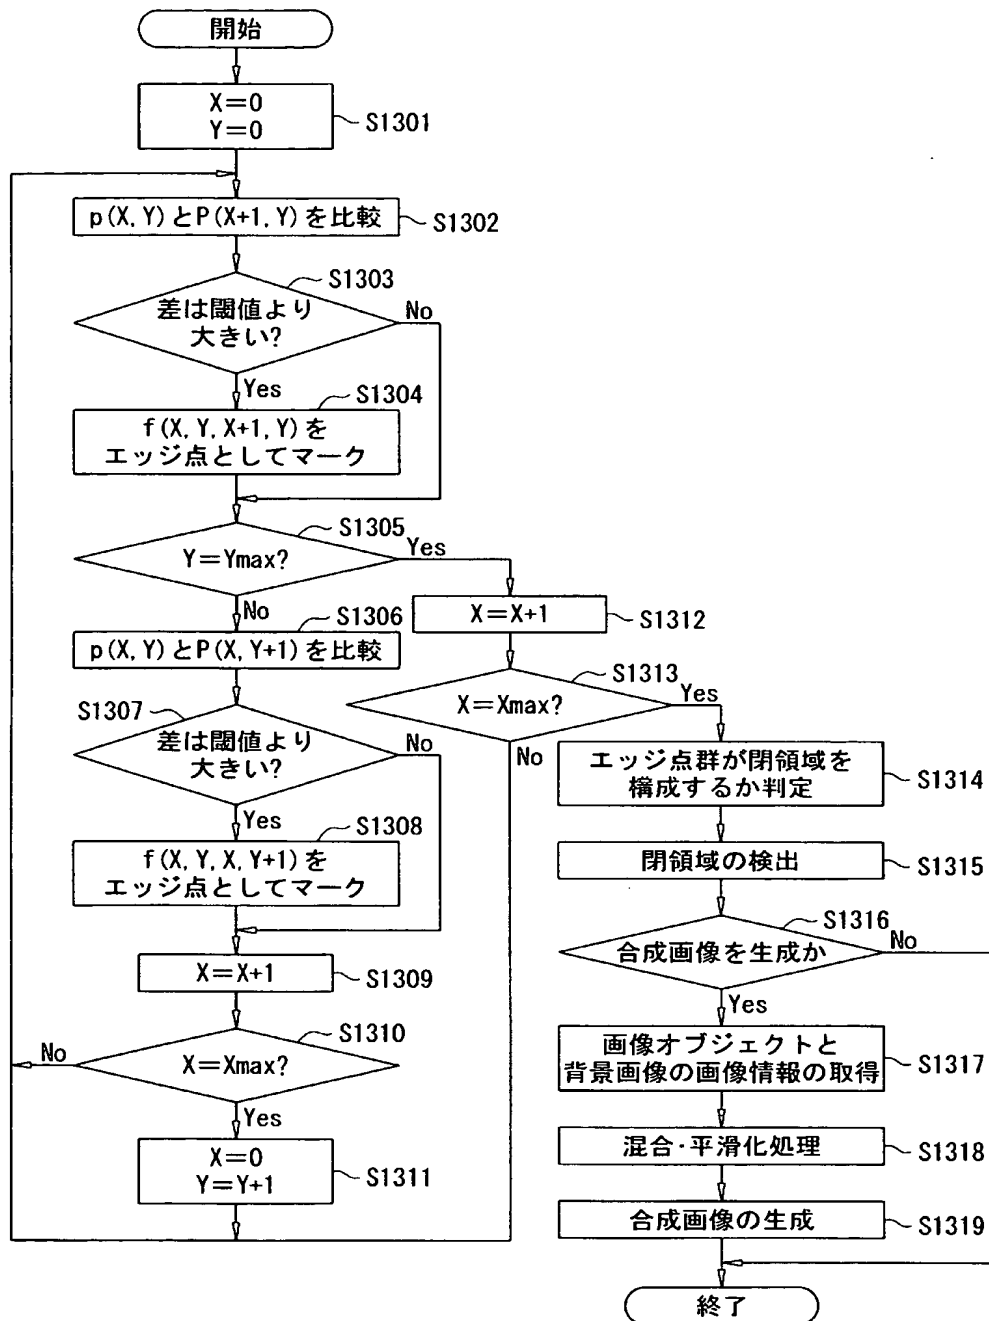 開始
X=0
Y=0
S1301
p(X,Y)とP(X+1,Y)を比較
S1302
S1303
差は閾値より
大きい?
No
Yes
S1304
f(X,Y,X+1,Y)を
エッジ点としてマーク
S1305
Y=Ymax?
Yes
No
S1306
p(X,Y)とP(X,Y+1)を比較
S1307
差は閾値より
大きい?
No
Yes
S1308
f(X,Y,X,Y+1)を
エッジ点としてマーク
X=X+1
S1309
S1310
X=Xmax?
No
Yes
X=0
Y=Y+1
S1311
X=X+1
S1312
S1313
X=Xmax?
Yes
No
エッジ点群が閉領域を
構成するか判定
S1314
閉領域の検出
S1315
S1316
合成画像を生成か
No
Yes
画像オブジェクトと
背景画像の画像情報の取得
S1317
混合·平滑化処理
S1318
合成画像の生成
S1319
終了